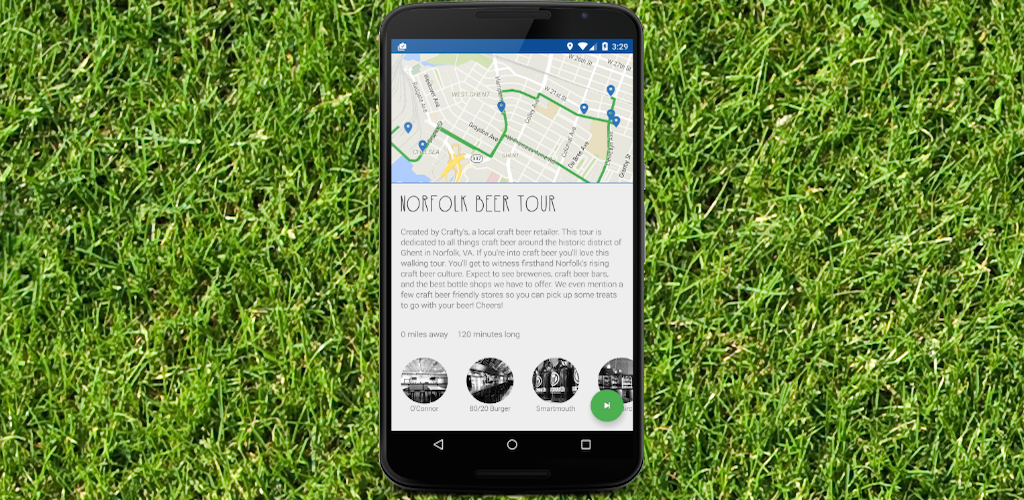 3:29
W 26th St
W 27th St
WEST GHENT
W 21st St
Colley Ave
Graydon Ave
Colonial Ave
De Bree Ave
Granby St
CHELSEA
337
GHENT
NORFOLK BEER TOUR
Created by Crafty's, a local craft beer retailer. This tour is
dedicated to all things craft beer around the historic district of
Ghent in Norfolk, VA. If you're into craft beer you'll love this
walking tour. You'll get to witness firsthand Norfolk's rising
craft beer culture. Expect to see breweries, craft beer bars,
and the best bottle shops we have to offer. We even mention a
few craft beer friendly stores so you can pick up some treats
to go with your beer! Cheers!
0 miles away 120 minutes long
O'Connor 80/20 Burger Smartmouth